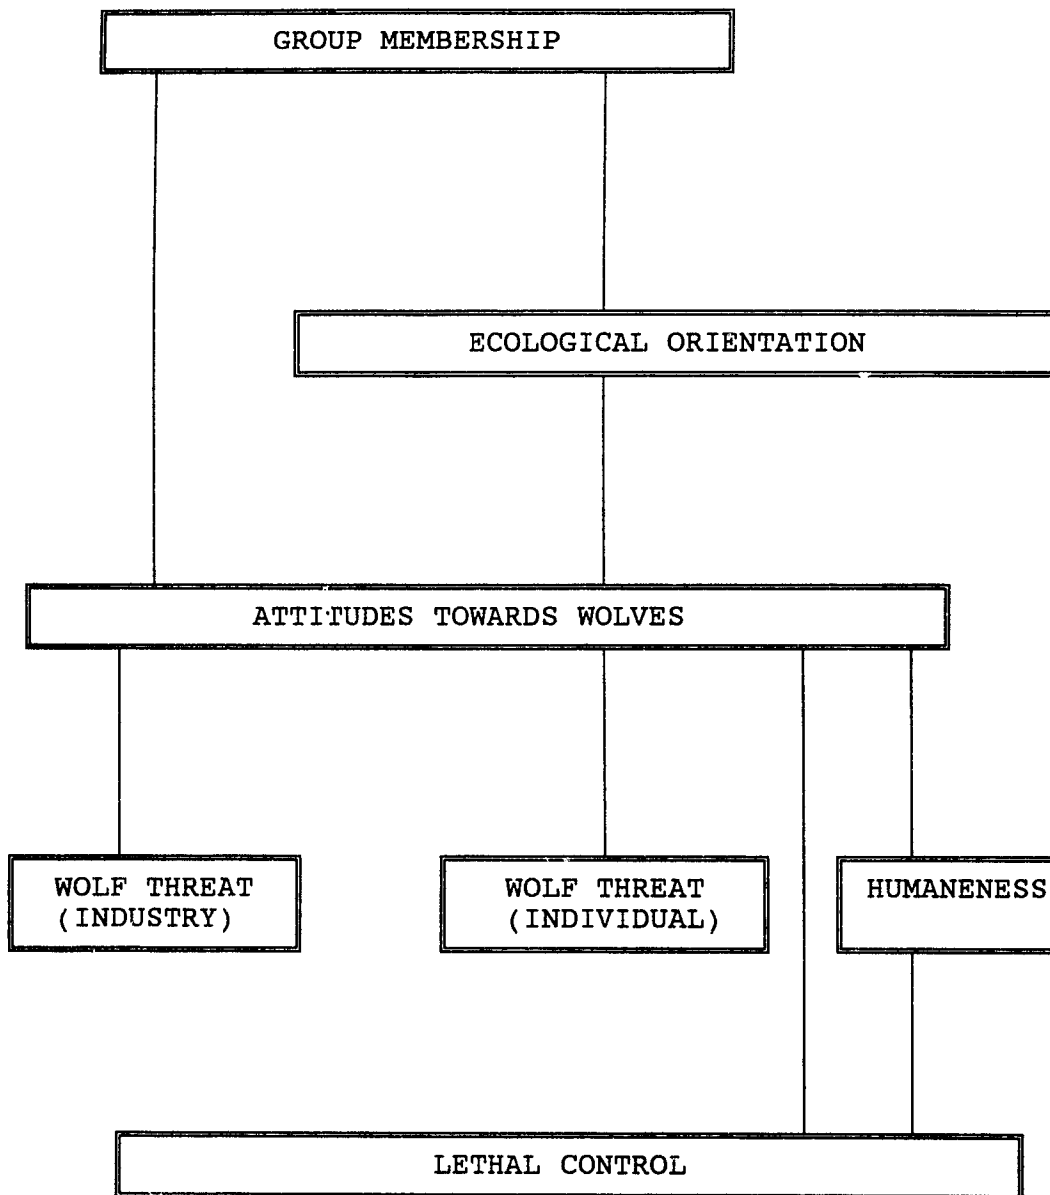 GROUP MEMBERSHIP
ECOLOGICAL ORIENTATION
ATTITUDES TOWARDS WOLVES
WOLF THREAT
(INDUSTRY)
WOLF THREAT
(INDIVIDUAL)
HUMANENESS
LETHAL CONTROL